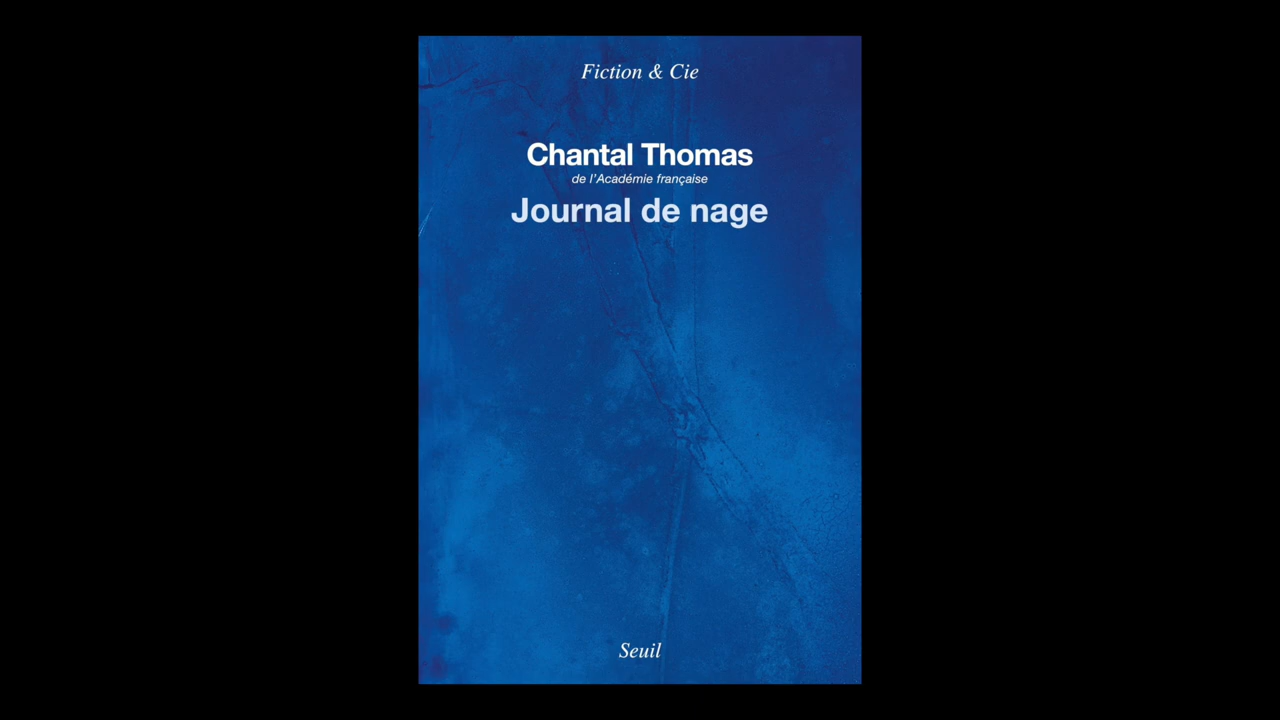 Fiction & Cie
Chantal Thomas
de l’Académie française
Journal de nage
Seuil